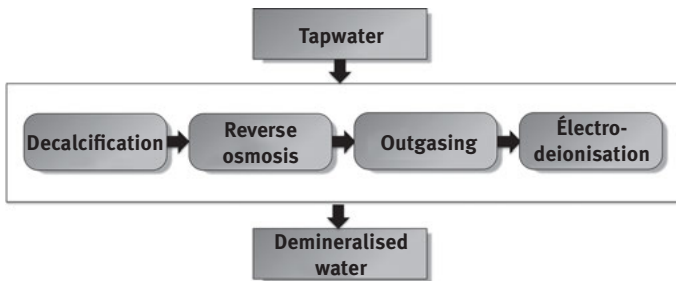 Tapwater
Decalcification
Reverse
osmosis
Outgasing
Électro-
deionisation
Demineralised
water